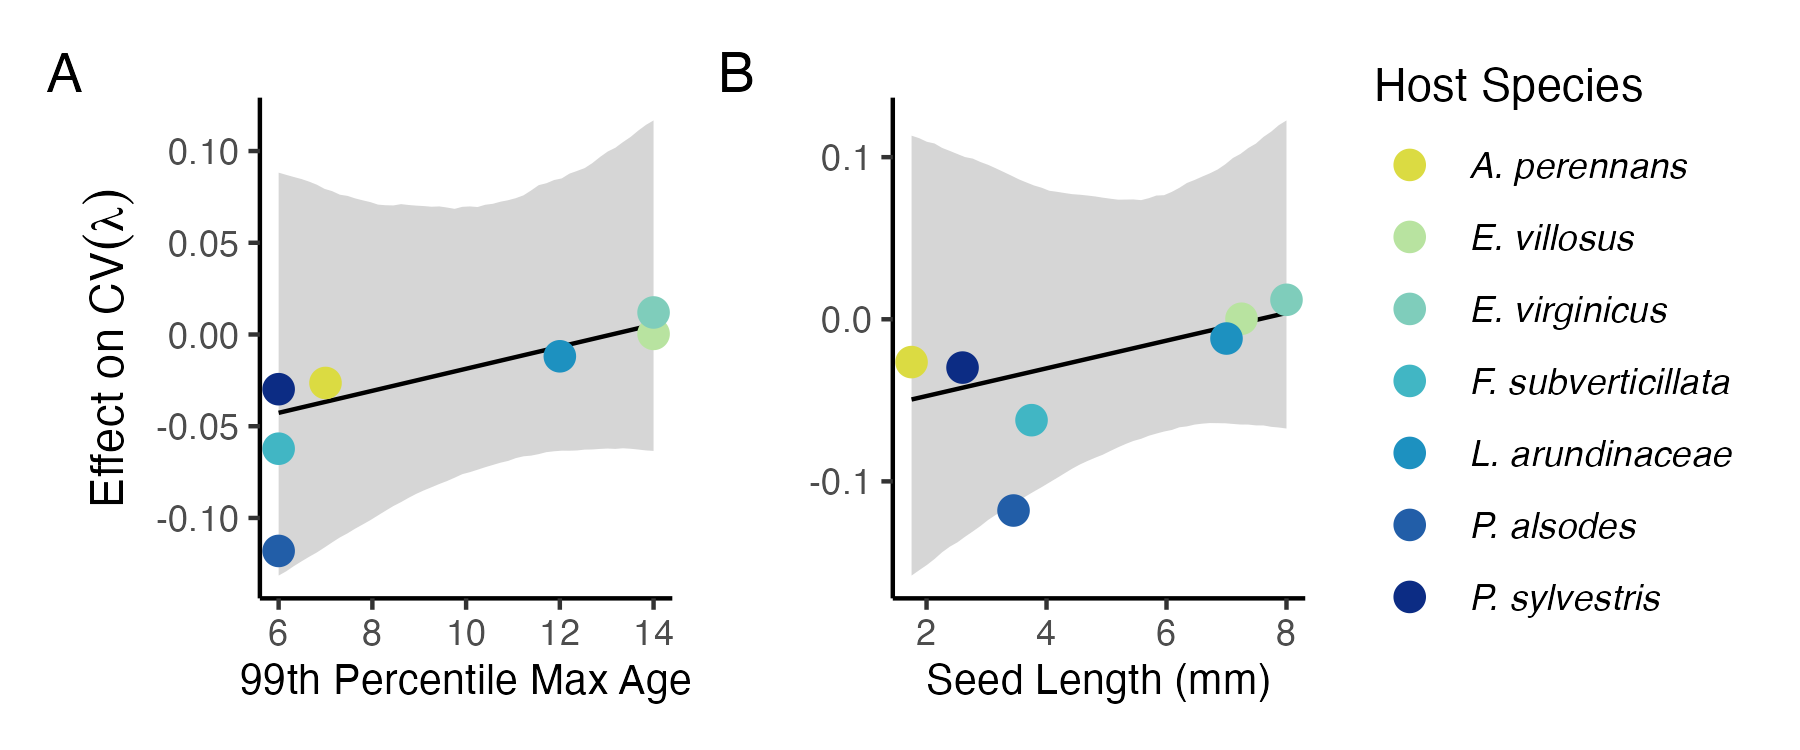 A
B
Host Species
A. perennans
E. villosus
E. virginicus
F. subverticillata
L. arundinaceae
P. alsodes
P. sylvestris
Effect on CV(λ)
0.10
0.05
0.00
-0.05
-0.10
6 8 10 12 14
99th Percentile Max Age
0.1
0.0
-0.1
2 4 6 8
Seed Length (mm)